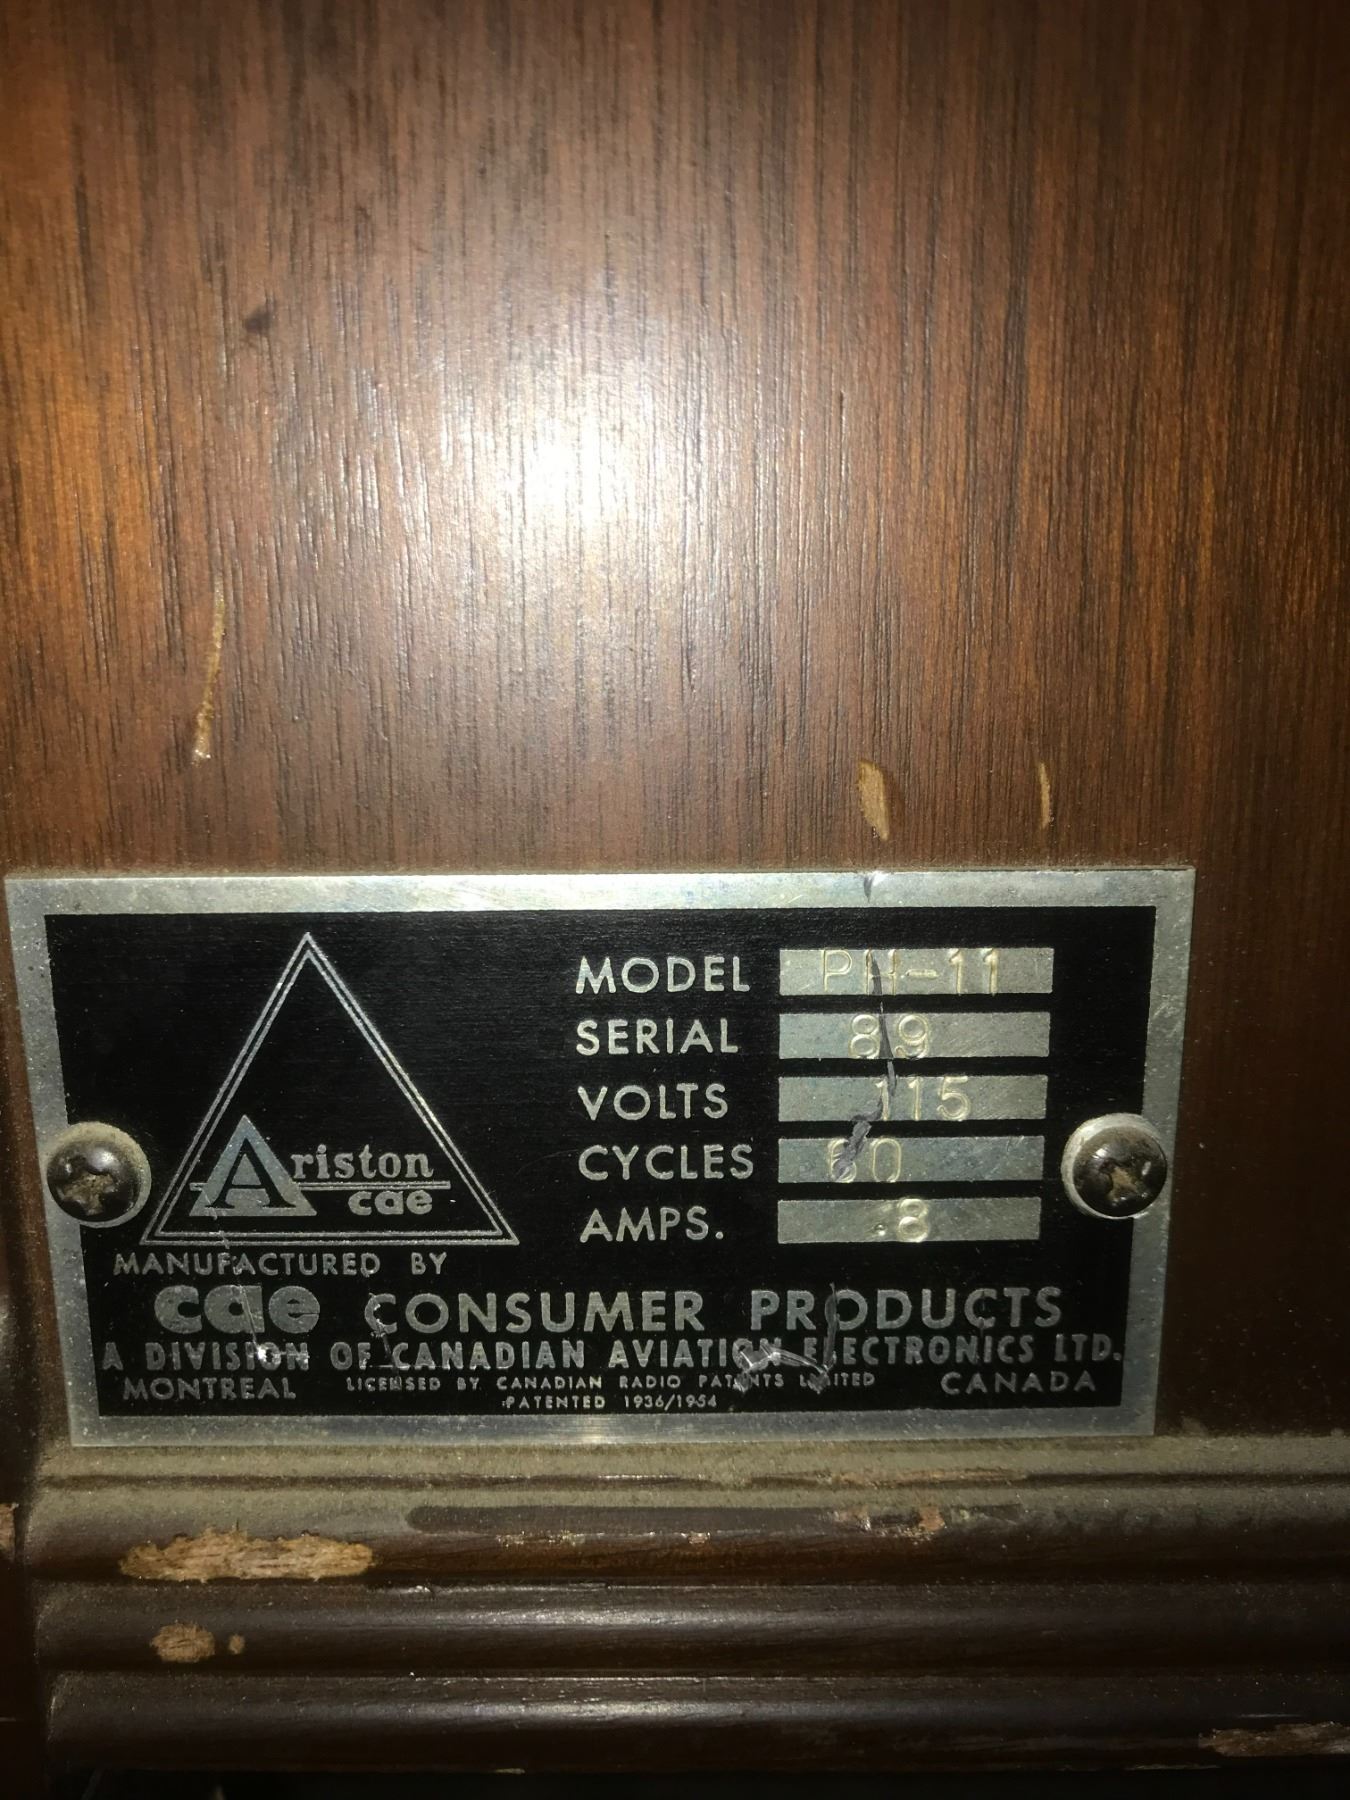 Ariston
cae
MODEL PH-11
SERIAL 89
VOLTS 115
CYCLES 60
AMPS. .8
MANUFACTURED BY
cae CONSUMER PRODUCTS
A DIVISION OF CANADIAN AVIATION ELECTRONICS LTD.
MONTREAL LICENSED BY CANADIAN RADIO PATENTS LIMITED CANADA
PATENTED 1936/1954